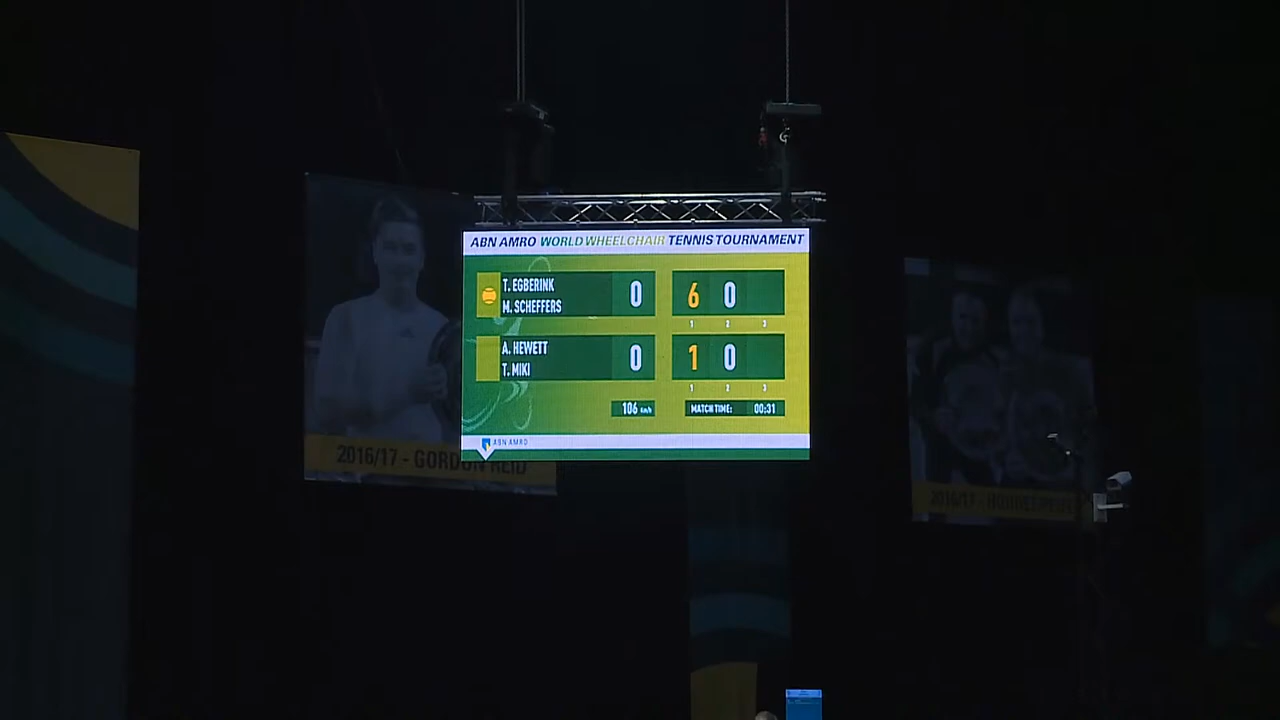 ABN AMRO WORLD WHEELCHAIR TENNIS TOURNAMENT
T. EGBERINK
M. SCHEFFERS
0 6 0
1 2 3
A. HEWETT
T. MIKI
0 1 0
1 2 3
106 km/h MATCH TIME: 00:31
ABN AMRO
2016/17 - GORDON REID
2016/17 -